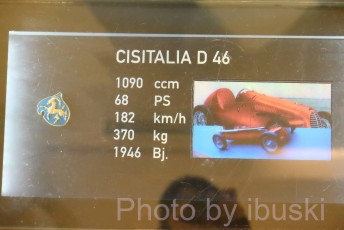 CISITALIA D 46
1090 ccm
68 PS
182 km/h
370 kg
1946 Bj.
Photo by ibuski